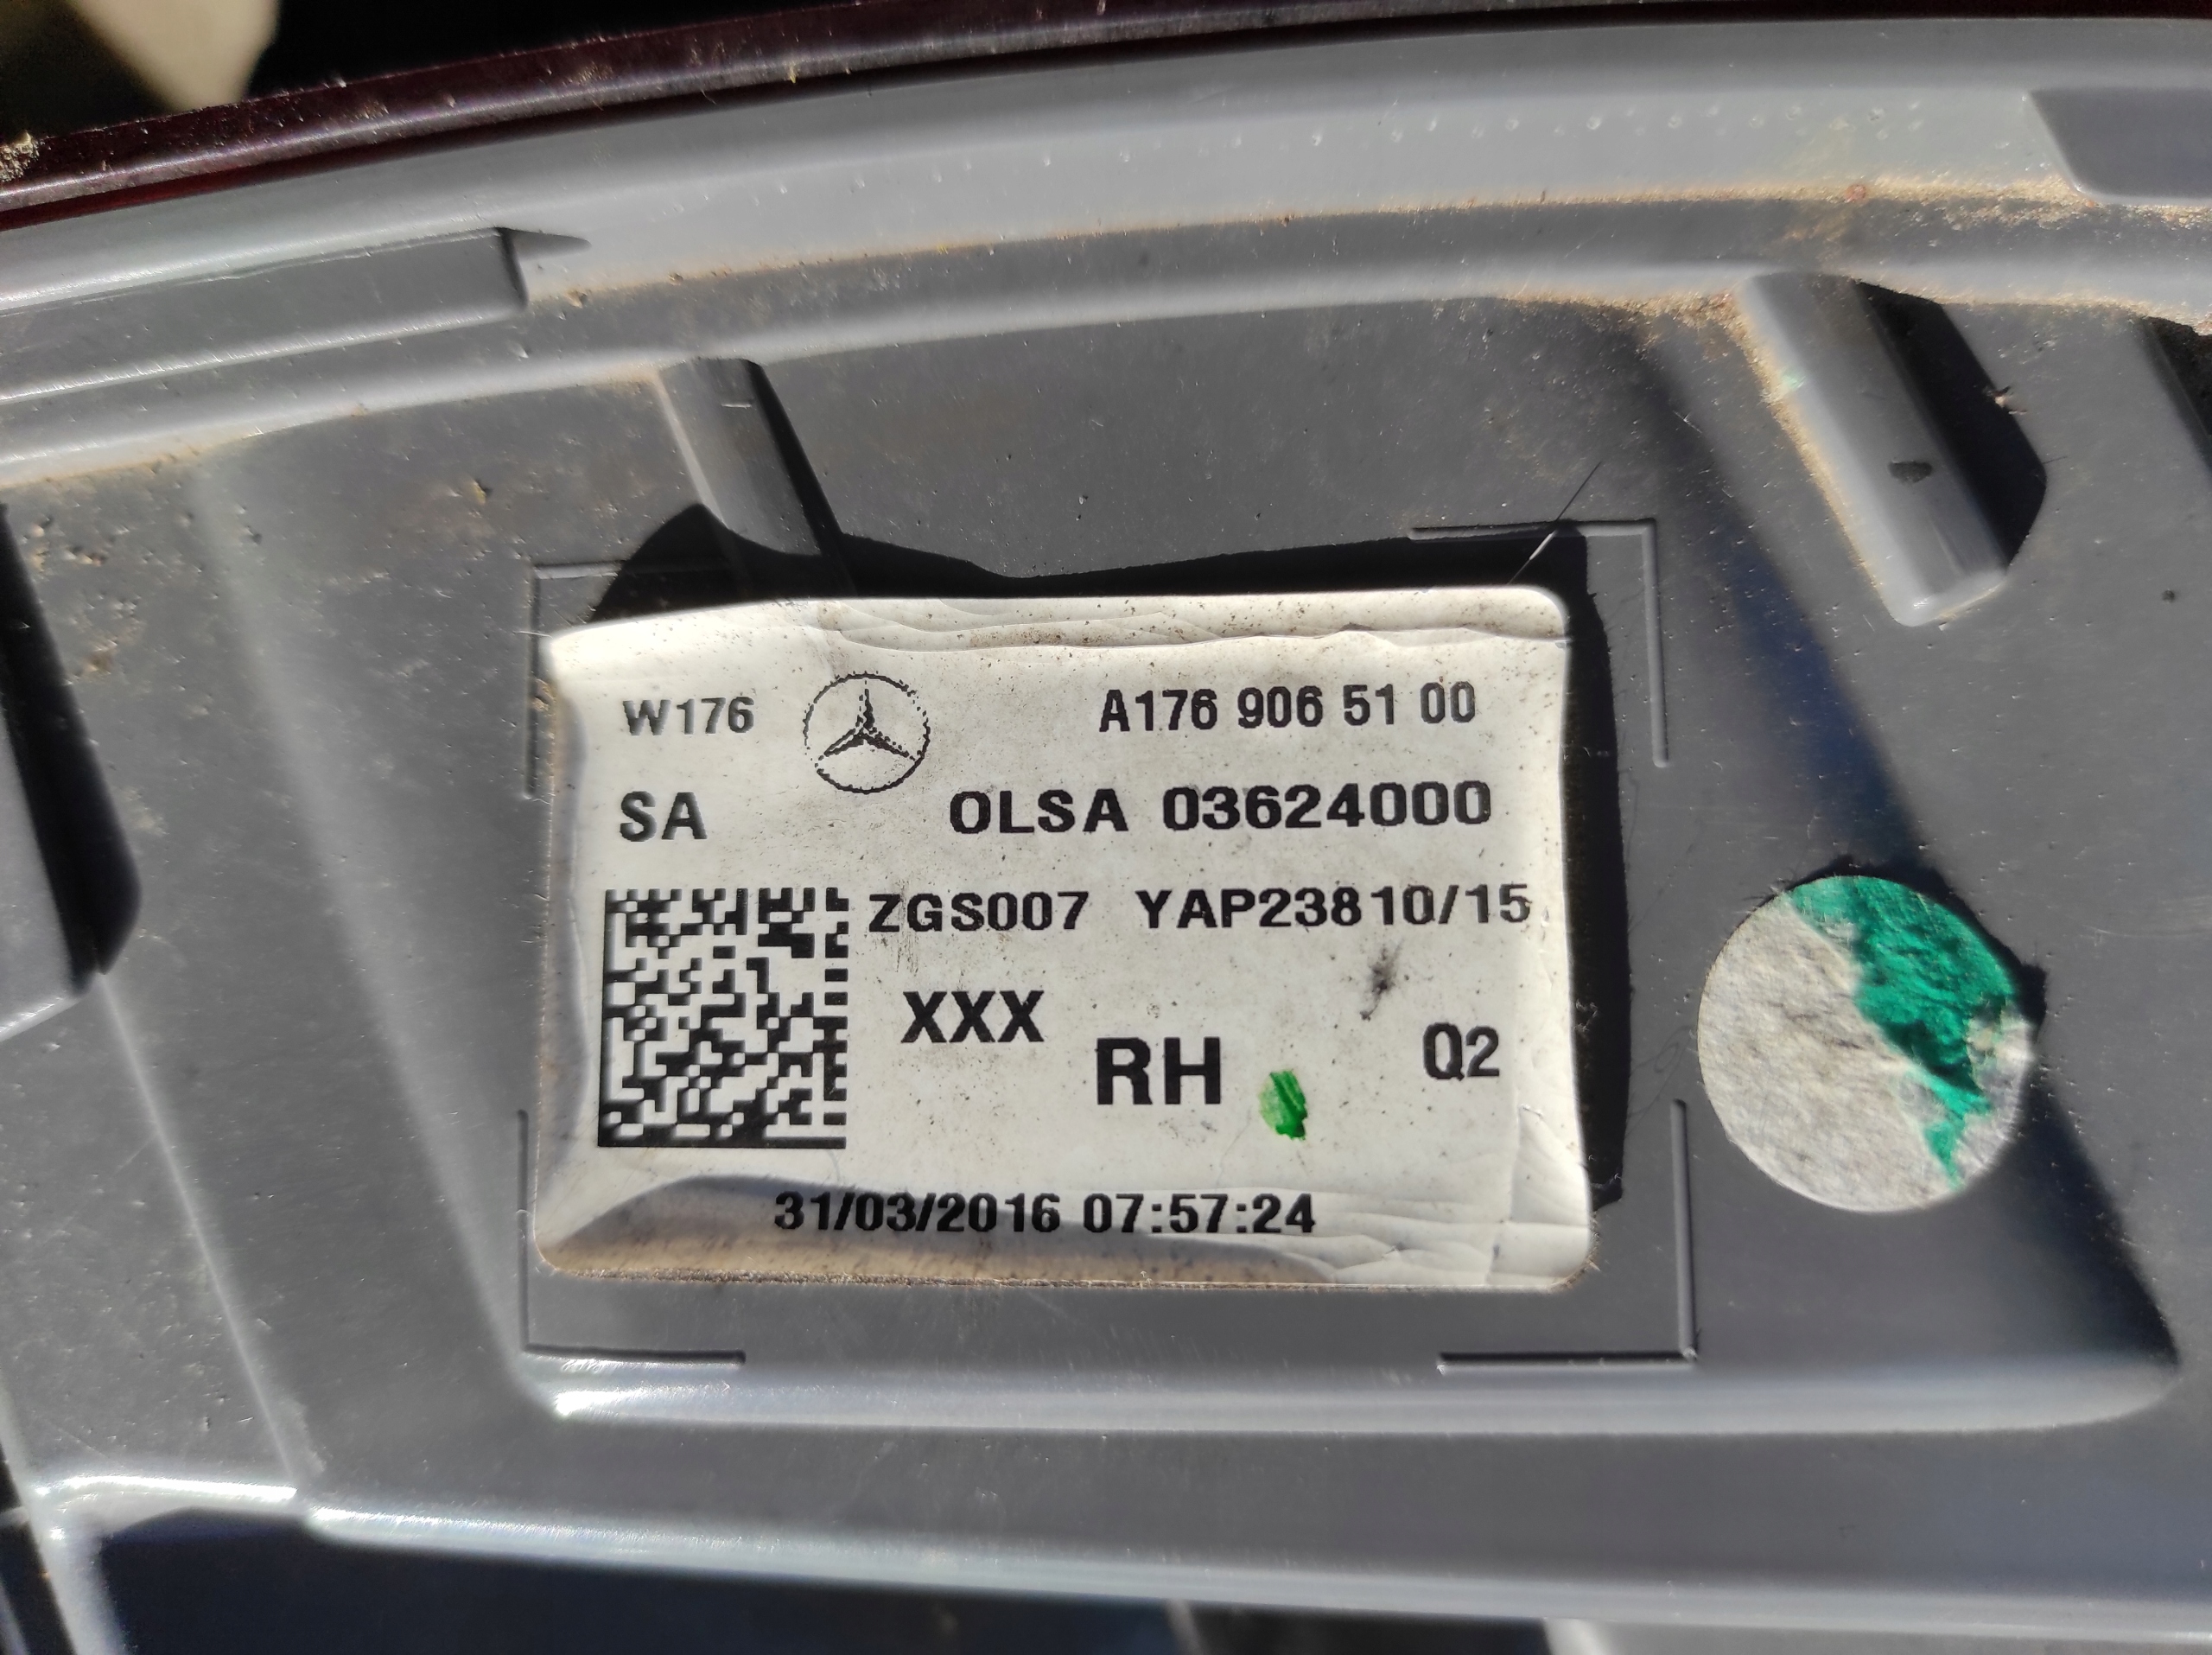 W176 A176 906 51 00
SA OLSA 03624000
ZGS007 YAP23810/15
XXX
RH Q2
31/03/2016 07:57:24